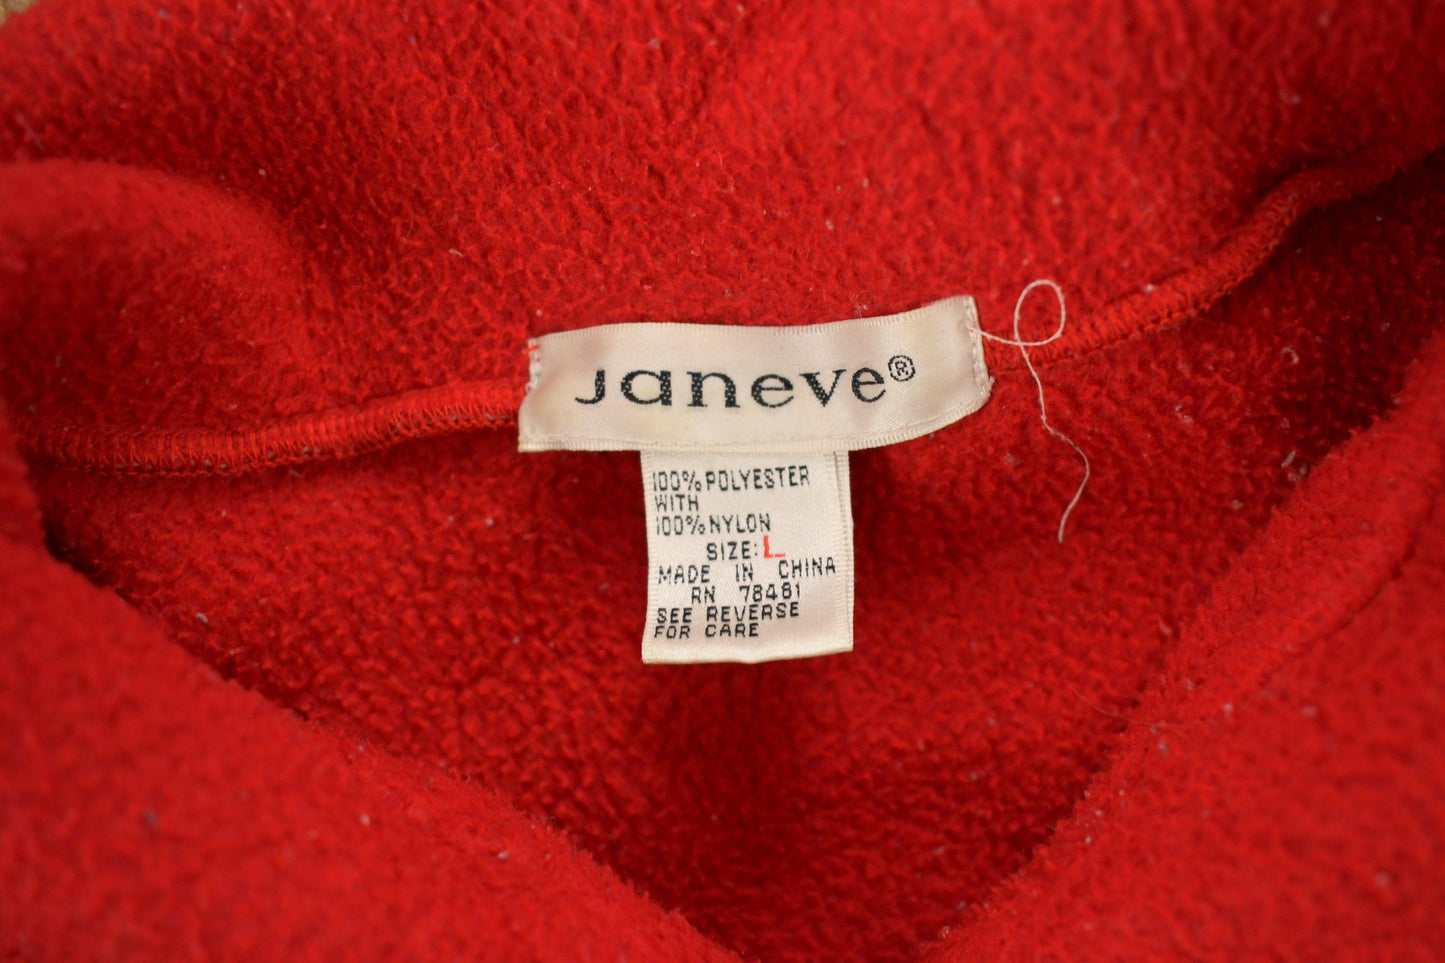 Janeve®
100% POLYESTER
WITH
100% NYLON
SIZE: L
MADE IN CHINA
RN 78481
SEE REVERSE
FOR CARE